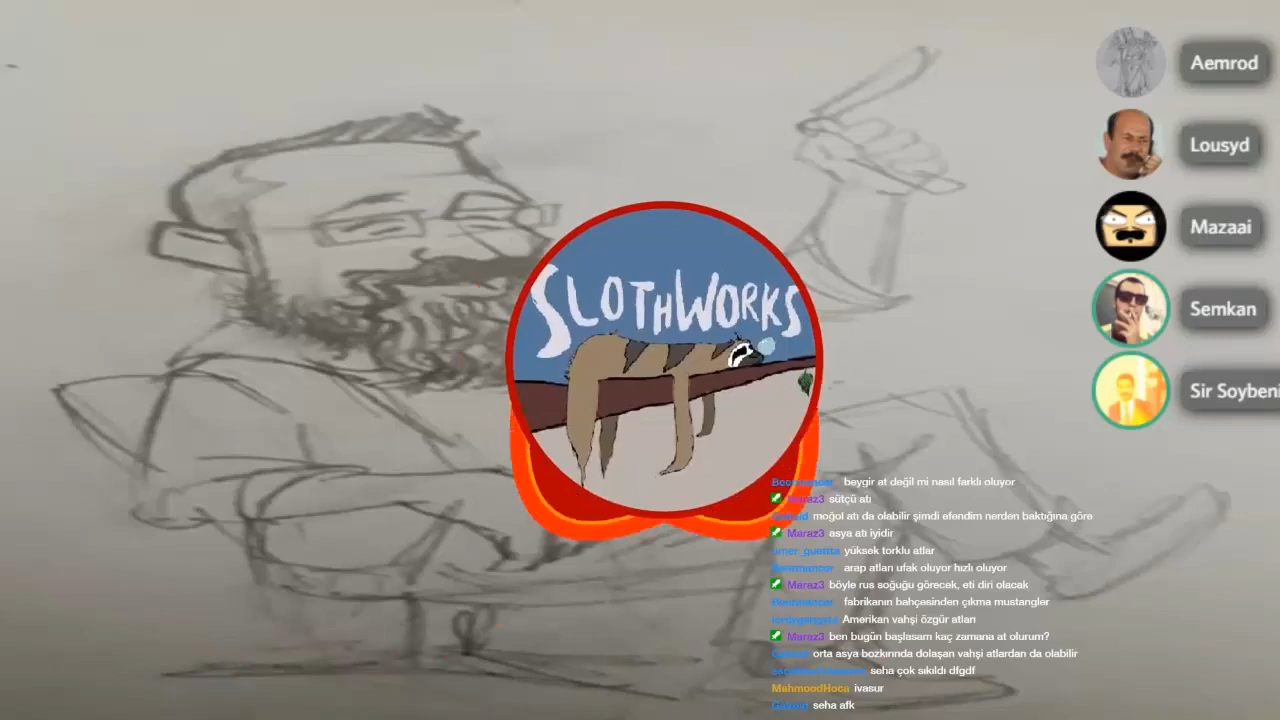 Aemrod
Lousyd
Mazaai
Semkan
Sir Soybeni
SLOTHWORKS
beygir at değil mi nasıl farklı oluyor
Maraz3 sütçü atı
moğol atı da olabilir şimdi efendim nerden baktığına göre
Maraz3 asya atı iyidir
omer_guettta yüksek torklu atlar
arap atları ufak oluyor hızlı oluyor
Maraz3 böyle rus soğuğu görecek, eti diri olacak
fabrikanın bahçesinden çıkma mustangler
Amerikan vahşi özgür atları
Maraz3 ben bugün başlasam kaç zamana at olurum?
orta asya bozkırında dolaşan vahşi atlardan da olabilir
seha çok sıkıldı dfgdf
MahmoodHoca ivasur
seha afk